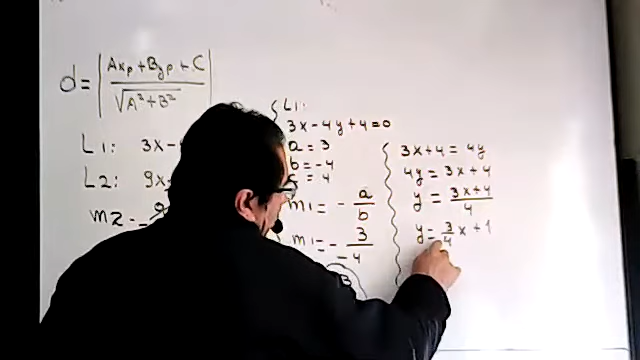 d = | Axp + Byp + C / √A² + B² |
L1: 3x -
L2: 9x
m2 = -
L1:
3x - 4y + 4 = 0
a = 3
b = -4
c = 4
m1 = - a/b
m1 = - 3/-4
3x + 4 = 4y
4y = 3x + 4
y = 3x + 4 / 4
y = 3/4 x + 1